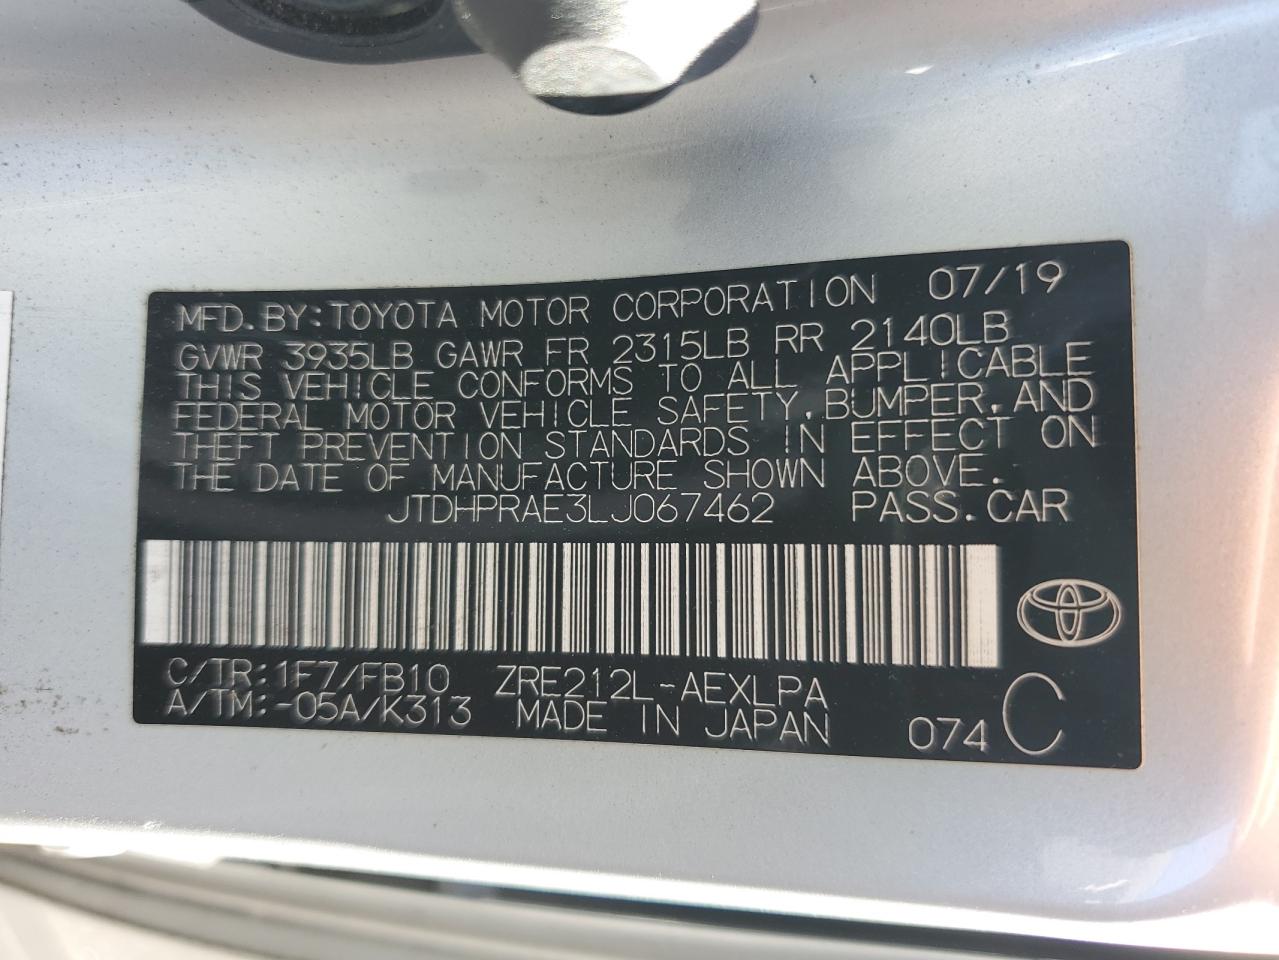 MFD. BY: TOYOTA MOTOR CORPORATION 07/19
GVWR 3935LB GAWR FR 2315LB RR 2140LB
THIS VEHICLE CONFORMS TO ALL APPLICABLE
FEDERAL MOTOR VEHICLE SAFETY, BUMPER, AND
THEFT PREVENTION STANDARDS IN EFFECT ON
THE DATE OF MANUFACTURE SHOWN ABOVE.
JTDHPRAE3LJ067462 PASS. CAR
C/TR: 1F7/FB10 ZRE212L-AEXLPA
A/TM: -05A/K313 MADE IN JAPAN 074 C